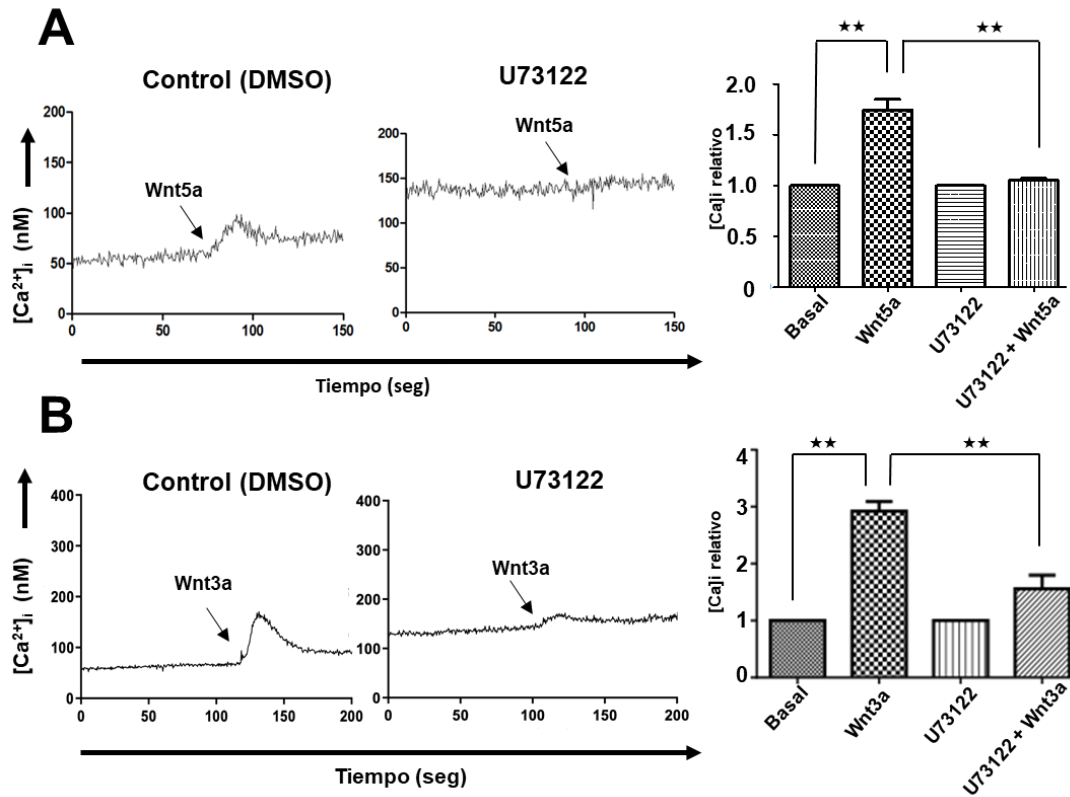 A
Control (DMSO)
U73122
★★
★★
[Ca²⁺]ᵢ (nM)
200
150
100
50
0
Wnt5a
0
50
100
150
200
150
100
50
0
Wnt5a
0
50
100
150
[Ca]i relativo
2.0
1.5
1.0
0.5
0
Basal
Wnt5a
U73122
U73122 + Wnt5a
Tiempo (seg)
B
Control (DMSO)
U73122
★★
★★
[Ca²⁺]ᵢ (nM)
400
300
200
100
0
Wnt3a
0
50
100
150
200
400
300
200
100
0
Wnt3a
0
50
100
150
200
[Ca]i relativo
4
3
2
1
0
Basal
Wnt3a
U73122
U73122 + Wnt3a
Tiempo (seg)